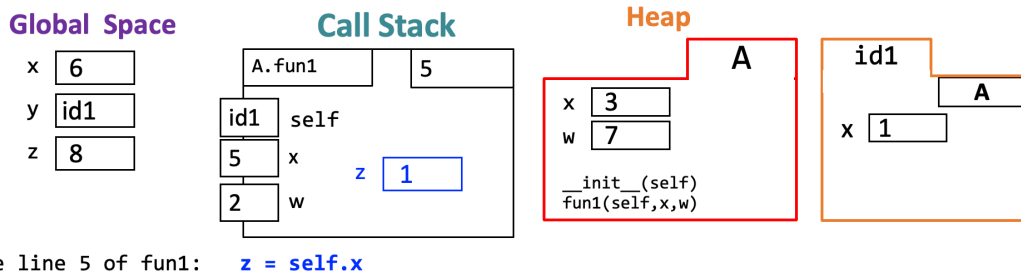 Global Space
Call Stack
Heap
x 6
y id1
z 8
A.fun1
5
id1 self
5 x
2 w
z 1
A
x 3
w 7
__init__(self)
fun1(self,x,w)
id1
A
x 1
line 5 of fun1: z = self.x